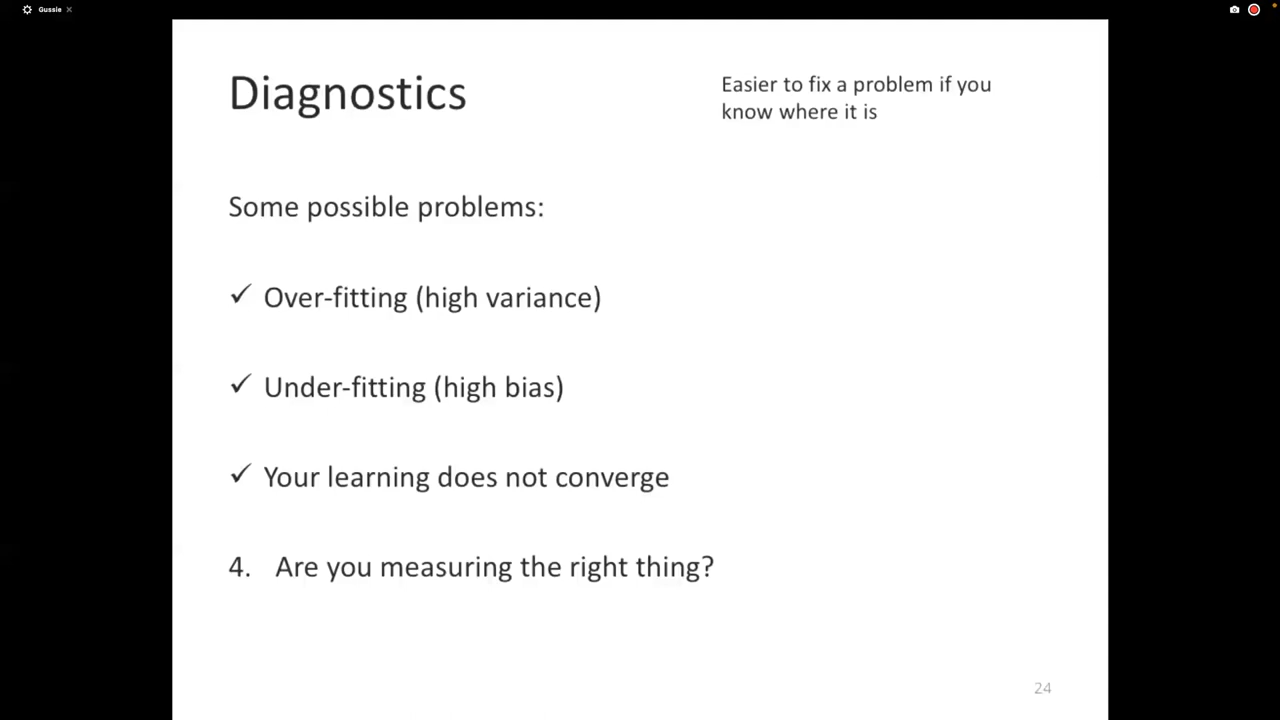 Gussie
Diagnostics
Easier to fix a problem if you
know where it is
Some possible problems:
✓ Over-fitting (high variance)
✓ Under-fitting (high bias)
✓ Your learning does not converge
4. Are you measuring the right thing?
24